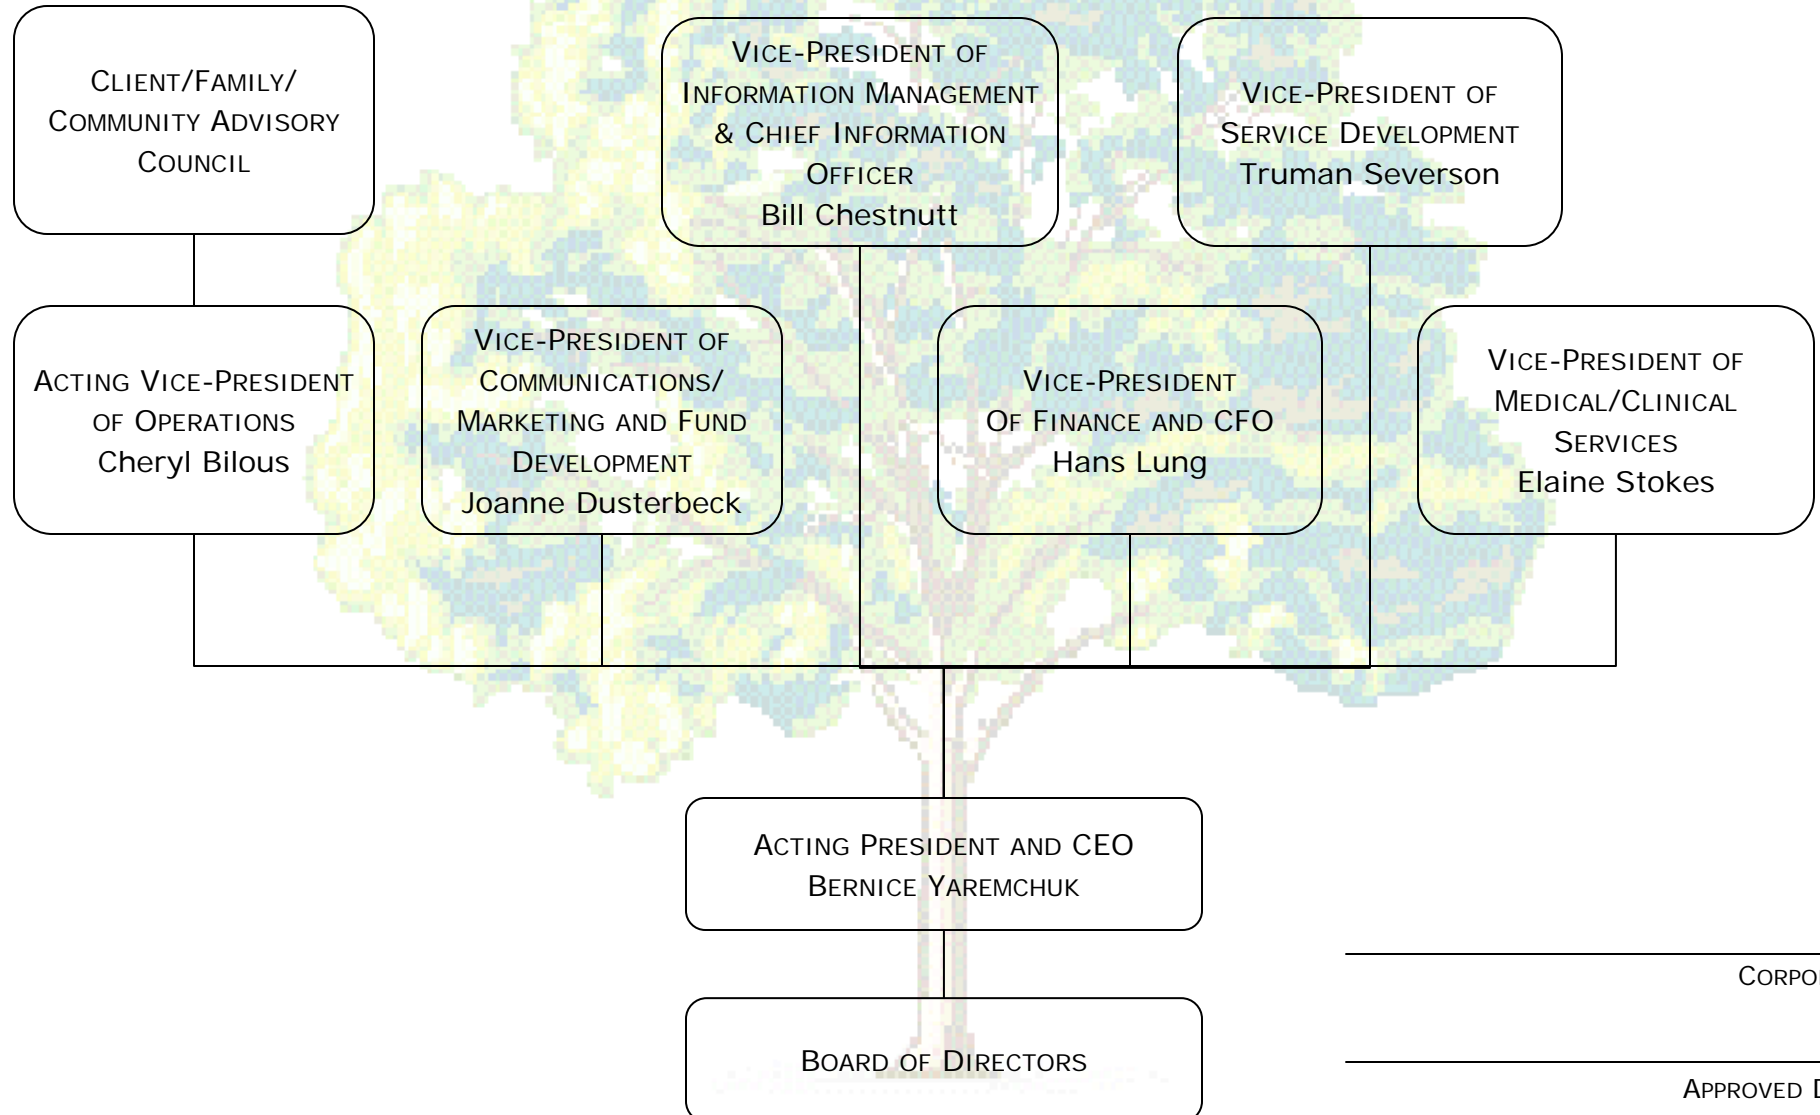 CLIENT/FAMILY/
COMMUNITY ADVISORY
COUNCIL
VICE-PRESIDENT OF
INFORMATION MANAGEMENT
& CHIEF INFORMATION
OFFICER
Bill Chestnutt
VICE-PRESIDENT OF
SERVICE DEVELOPMENT
Truman Severson
ACTING VICE-PRESIDENT
OF OPERATIONS
Cheryl Bilous
VICE-PRESIDENT OF
COMMUNICATIONS/
MARKETING AND FUND
DEVELOPMENT
Joanne Dusterbeck
VICE-PRESIDENT
OF FINANCE AND CFO
Hans Lung
VICE-PRESIDENT OF
MEDICAL/CLINICAL
SERVICES
Elaine Stokes
ACTING PRESIDENT AND CEO
BERNICE YAREMCHUK
BOARD OF DIRECTORS
APPROVED